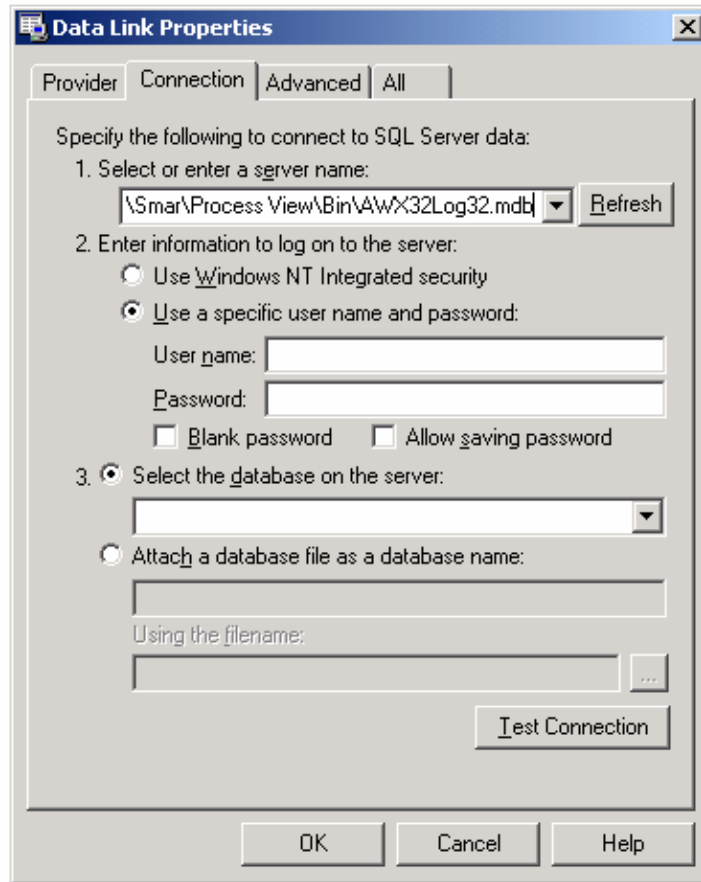 Data Link Properties
Provider Connection Advanced All
Specify the following to connect to SQL Server data:
1. Select or enter a server name:
\Smar\Process View\Bin\AWX32Log32.mdb Refresh
2. Enter information to log on to the server:
Use Windows NT Integrated security
Use a specific user name and password:
User name:
Password:
Blank password Allow saving password
3. Select the database on the server:
Attach a database file as a database name:
Using the filename:
...
Test Connection
OK Cancel Help